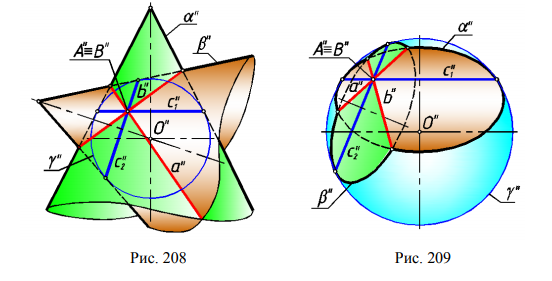 α"
β"
A"≡B"
b"
c₁"
O"
γ"
c₂"
a"
Рис. 208
α"
A"≡B"
c₁"
a"
b"
O"
c₂"
β"
γ"
Рис. 209